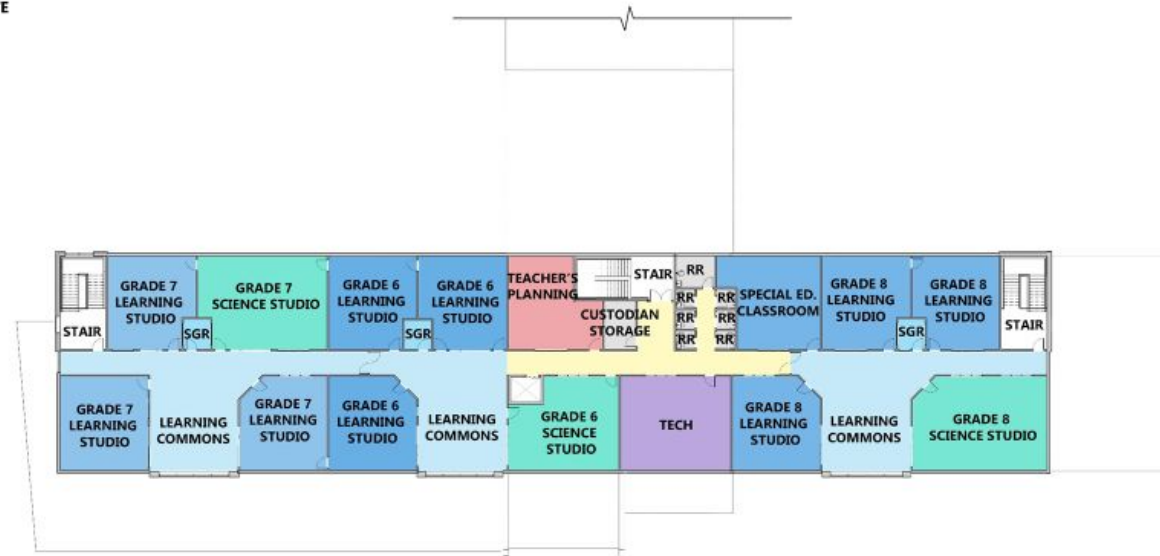 TEACHER'S
PLANNING
STAIR
RR
GRADE 7
LEARNING
STUDIO
GRADE 7
SCIENCE STUDIO
GRADE 6
LEARNING
STUDIO
GRADE 6
LEARNING
STUDIO
SPECIAL ED.
CLASSROOM
GRADE 8
LEARNING
STUDIO
GRADE 8
LEARNING
STUDIO
RR
RR
RR
RR
RR
RR
CUSTODIAN
STORAGE
STAIR
SGR
SGR
SGR
STAIR
GRADE 7
LEARNING
STUDIO
LEARNING
COMMONS
GRADE 7
LEARNING
STUDIO
GRADE 6
LEARNING
STUDIO
LEARNING
COMMONS
GRADE 6
SCIENCE
STUDIO
TECH
GRADE 8
LEARNING
STUDIO
LEARNING
COMMONS
GRADE 8
SCIENCE STUDIO